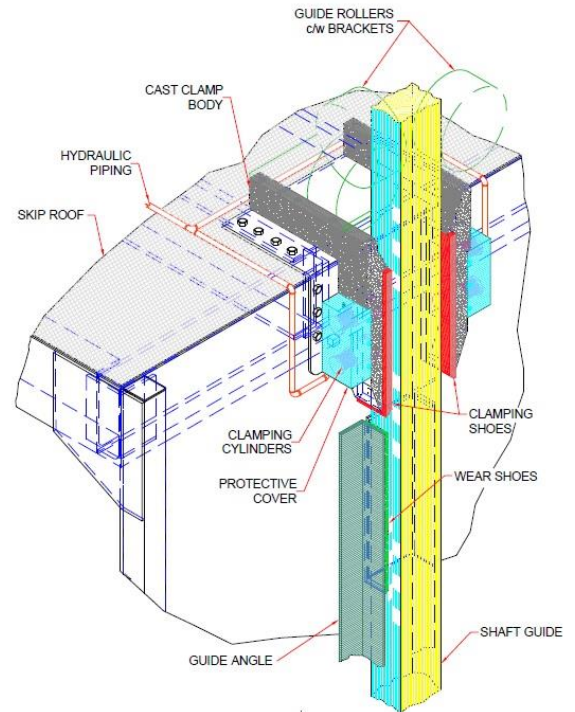 GUIDE ROLLERS
c/w BRACKETS
CAST CLAMP
BODY
HYDRAULIC
PIPING
SKIP ROOF
CLAMPING
SHOES
CLAMPING
CYLINDERS
WEAR SHOES
PROTECTIVE
COVER
SHAFT GUIDE
GUIDE ANGLE